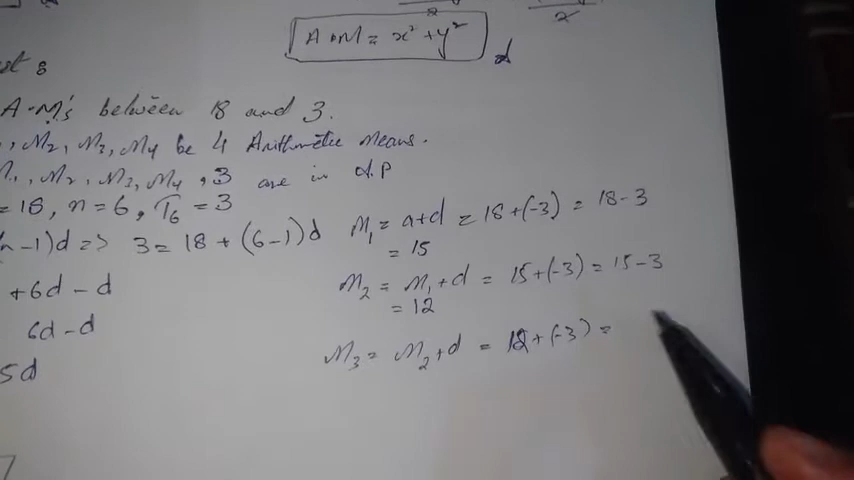 A.M = x² + y²
A.M's between 18 and 3.
, M₂, M₃, M₄ be 4 Arithmetic Means.
M₁, M₂, M₃, M₄, 3 are in A.P
= 18, n = 6, T₆ = 3
M₁ = a+d = 18+(-3) = 18-3
= 15
-1)d => 3 = 18 + (6-1)d
M₂ = M₁+d = 15+(-3) = 15-3
= 12
+6d - d
6d - d
M₃ = M₂+d = 12+(-3) =
5d